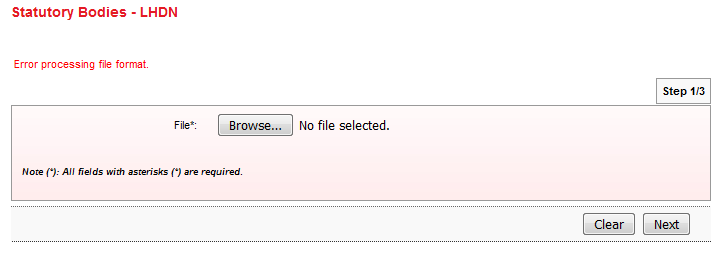 Statutory Bodies - LHDN
Error processing file format.
Step 1/3
File*: Browse... No file selected.
Note (*): All fields with asterisks (*) are required.
Clear Next